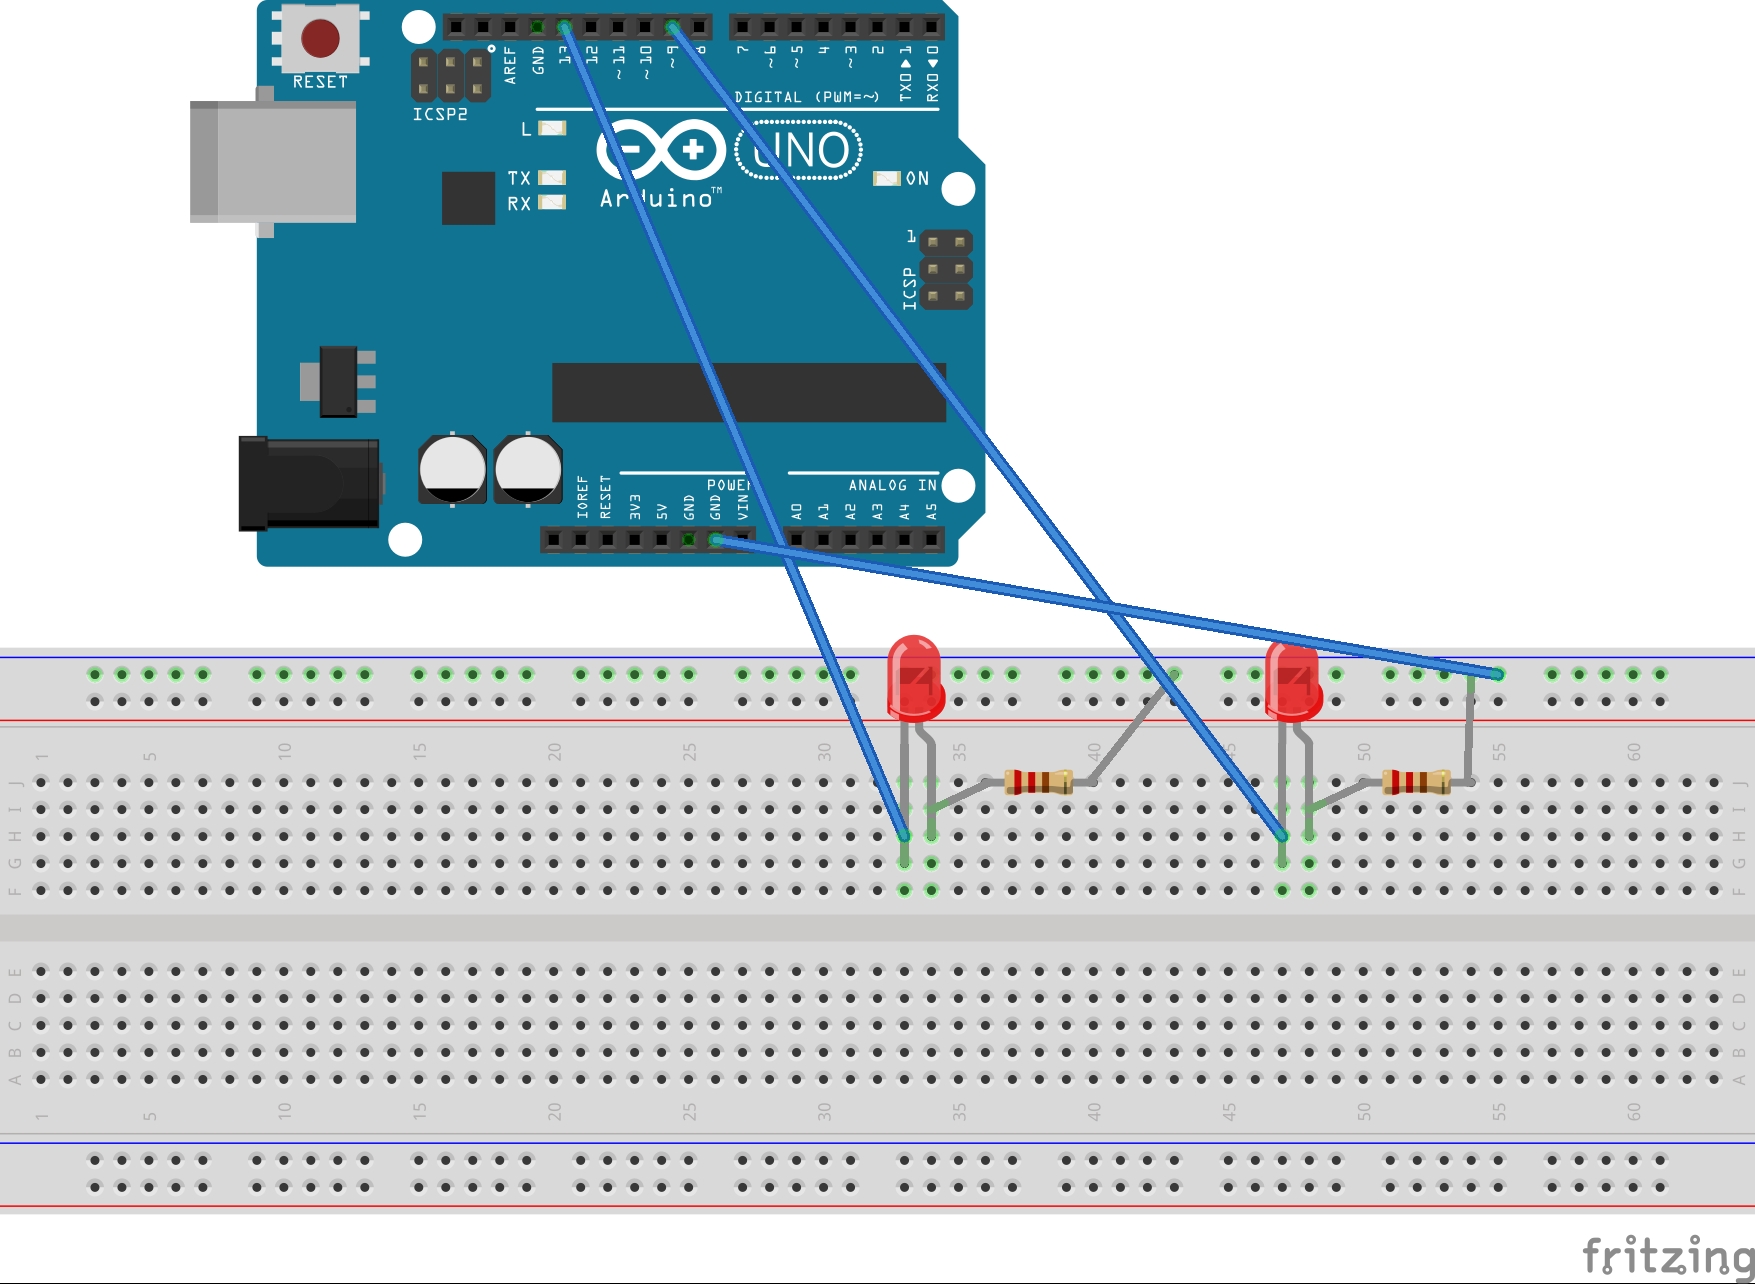 RESET
ICSP2
AREF
GND
13
12
~11
~10
~9
8
7
~6
~5
4
~3
2
TX0▶1
RX0◀0
DIGITAL (PWM=~)
L
TX
RX
UNO
Arduino™
ON
1
ICSP
IOREF
RESET
3V3
5V
GND
GND
VIN
POWER
ANALOG IN
A0
A1
A2
A3
A4
A5
1 5 10 15 20 25 30 35 40 45 50 55 60
J J
I I
H H
G G
F F
E E
D D
C C
B B
A A
1 5 10 15 20 25 30 35 40 45 50 55 60
fritzing